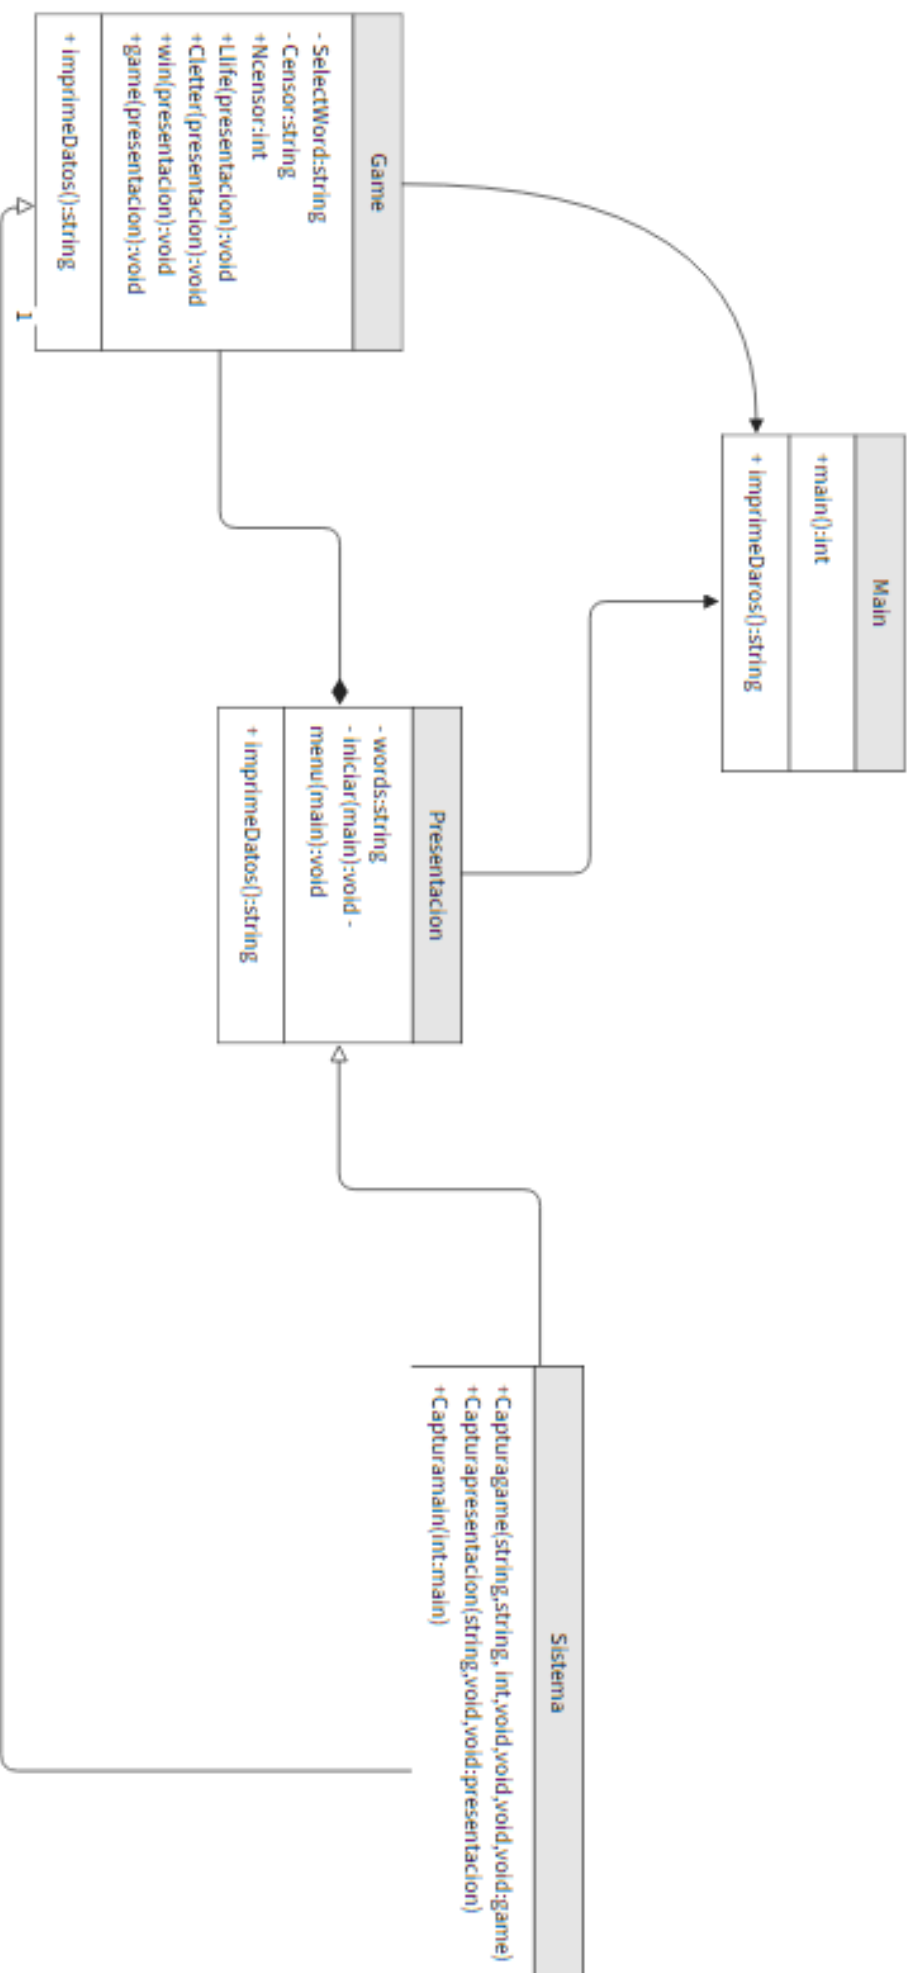 Main
+main():int
+ imprimeDaros():string
Game
- SelectWord:string
- Censor:string
+Ncensor:int
+Llife(presentacion):void
+Cletter(presentacion):void
+win(presentacion):void
+game(presentacion):void
+ imprimeDatos():string
1
Presentacion
- words:string
- iniciar(main):void -
menu(main):void
+ imprimeDatos():string
Sistema
+Capturagame(string,string, int,void,void,void,void:game)
+Capturapresentacion(string,void,void:presentacion)
+Capturamain(int:main)